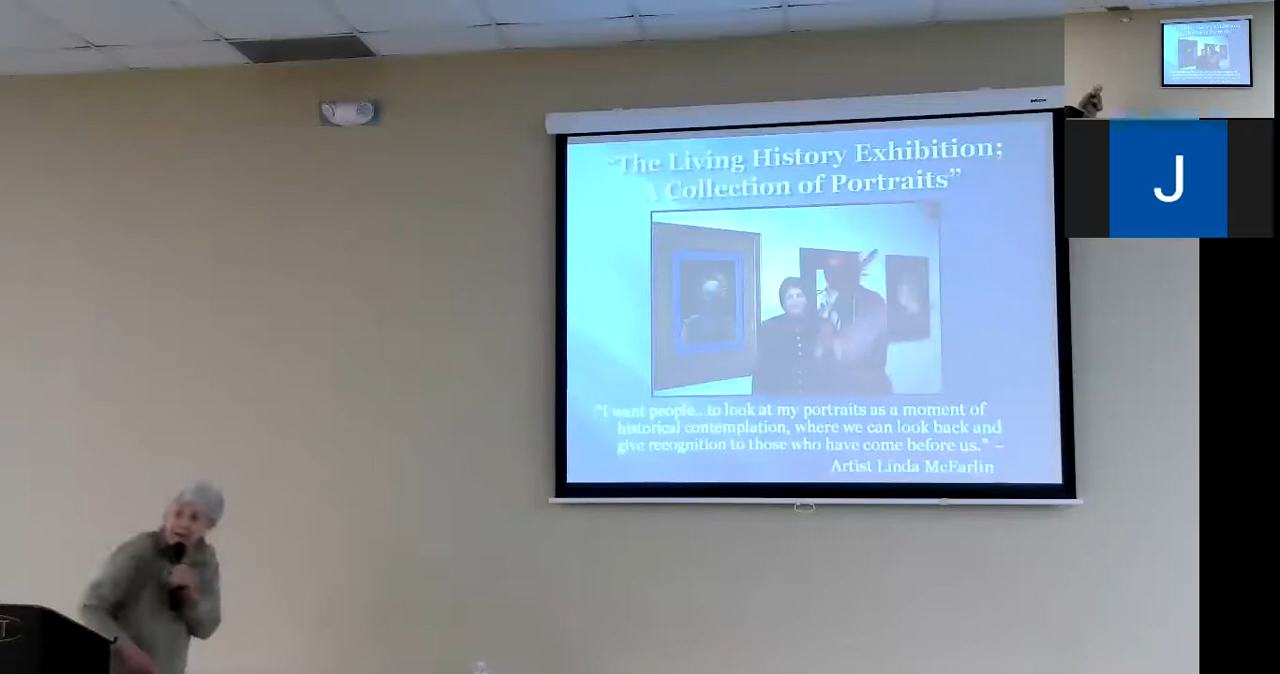 “The Living History Exhibition;
A Collection of Portraits”
“I want people...to look at my portraits as a moment of
historical contemplation, where we can look back and
give recognition to those who have come before us.” –
Artist Linda McFarlin
J
T